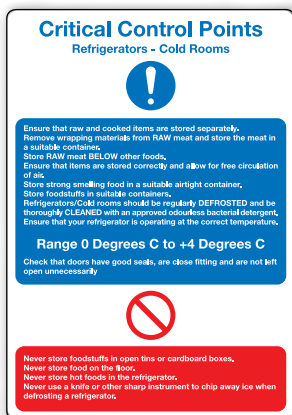 Critical Control Points
Refrigerators - Cold Rooms
Ensure that raw and cooked items are stored separately.
Remove wrapping materials from RAW meat and store the meat in
a suitable container.
Store RAW meat BELOW other foods.
Ensure that items are stored correctly and allow for free circulation
of air.
Store strong smelling food in a suitable airtight container.
Store foodstuffs in suitable containers.
Refrigerators/Cold rooms should be regularly DEFROSTED and be
thoroughly CLEANED with an approved odourless bacterial detergent.
Ensure that your refrigerator is operating at the correct temperature.
Range 0 Degrees C to +4 Degrees C
Check that doors have good seals, are close fitting and are not left
open unnecessarily
Never store foodstuffs in open tins or cardboard boxes.
Never store food on the floor.
Never store hot foods in the refrigerator.
Never use a knife or other sharp instrument to chip away ice when
defrosting a refrigerator.